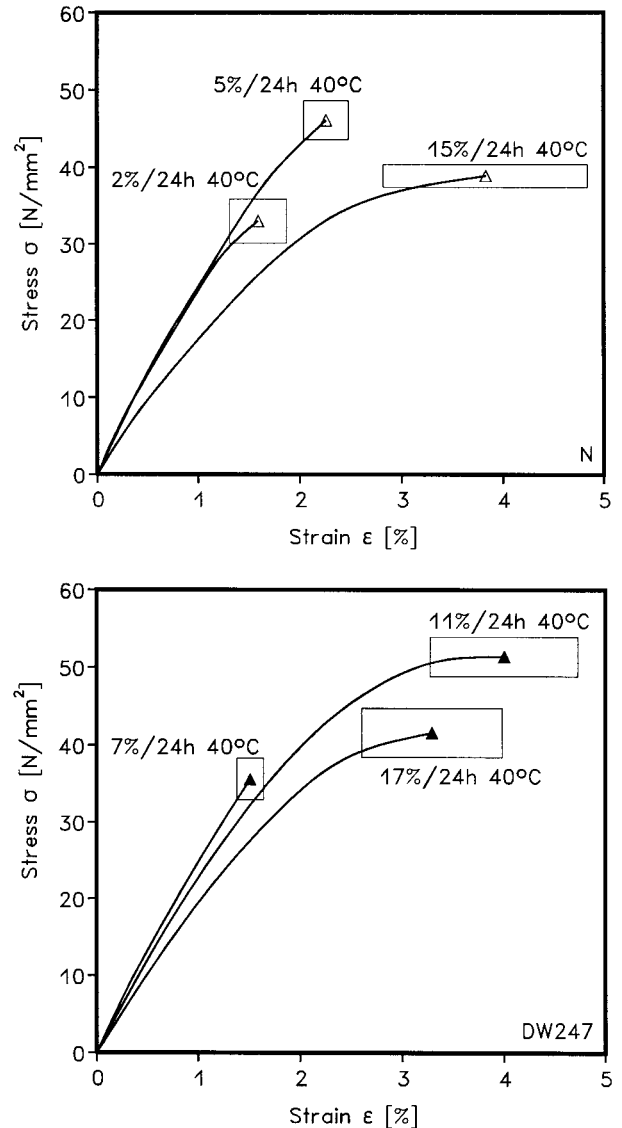 60
50
40
30
20
10
0
Stress σ [N/mm²]
5%/24h 40°C
15%/24h 40°C
2%/24h 40°C
N
0 1 2 3 4 5
Strain ε [%]
60
50
40
30
20
10
0
Stress σ [N/mm²]
11%/24h 40°C
7%/24h 40°C
17%/24h 40°C
DW247
0 1 2 3 4 5
Strain ε [%]